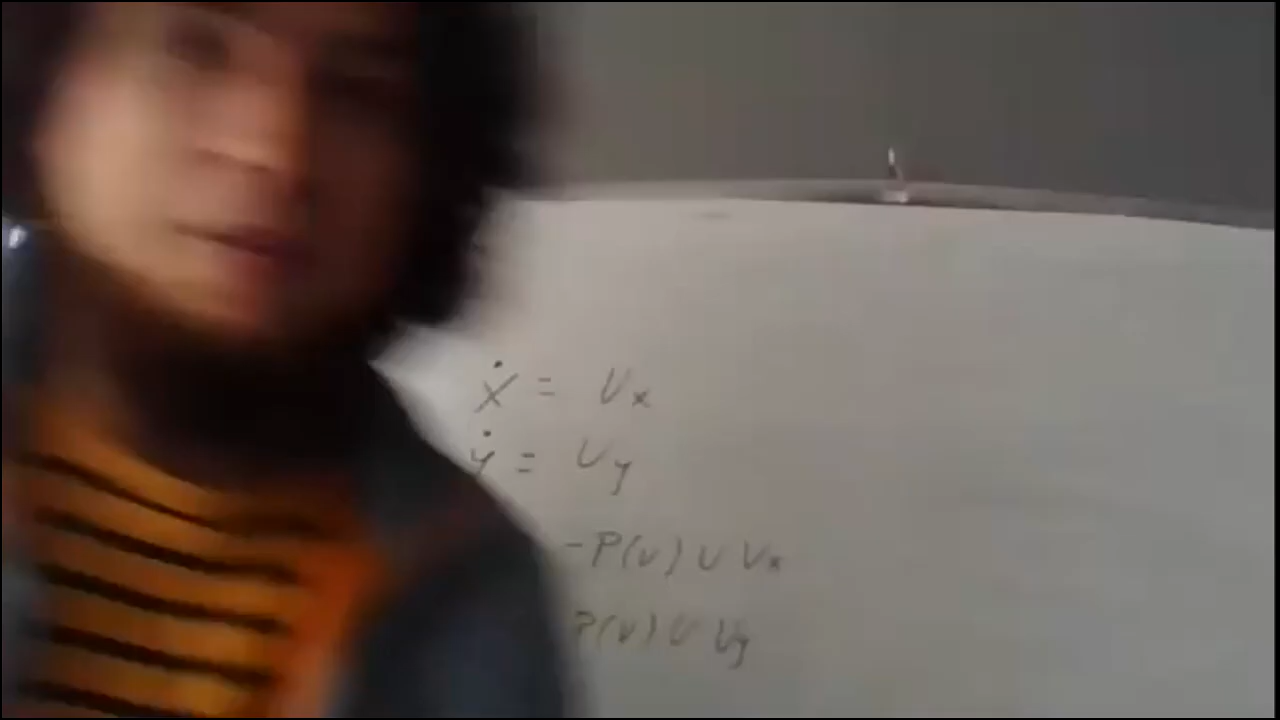 ẋ = Vx
ẏ = Vy
-P(v) v Vx
P(v) v Vy